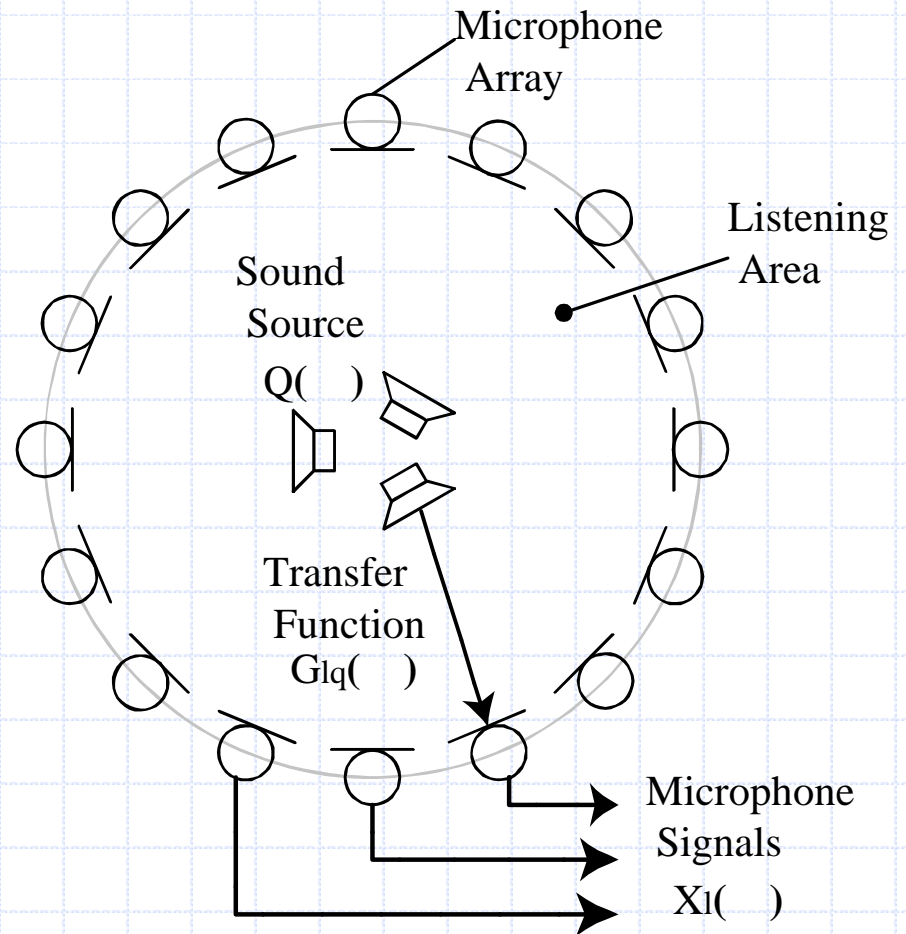 Microphone
Array
Listening
Area
Sound
Source
Q( )
Transfer
Function
Glq( )
Microphone
Signals
Xl( )